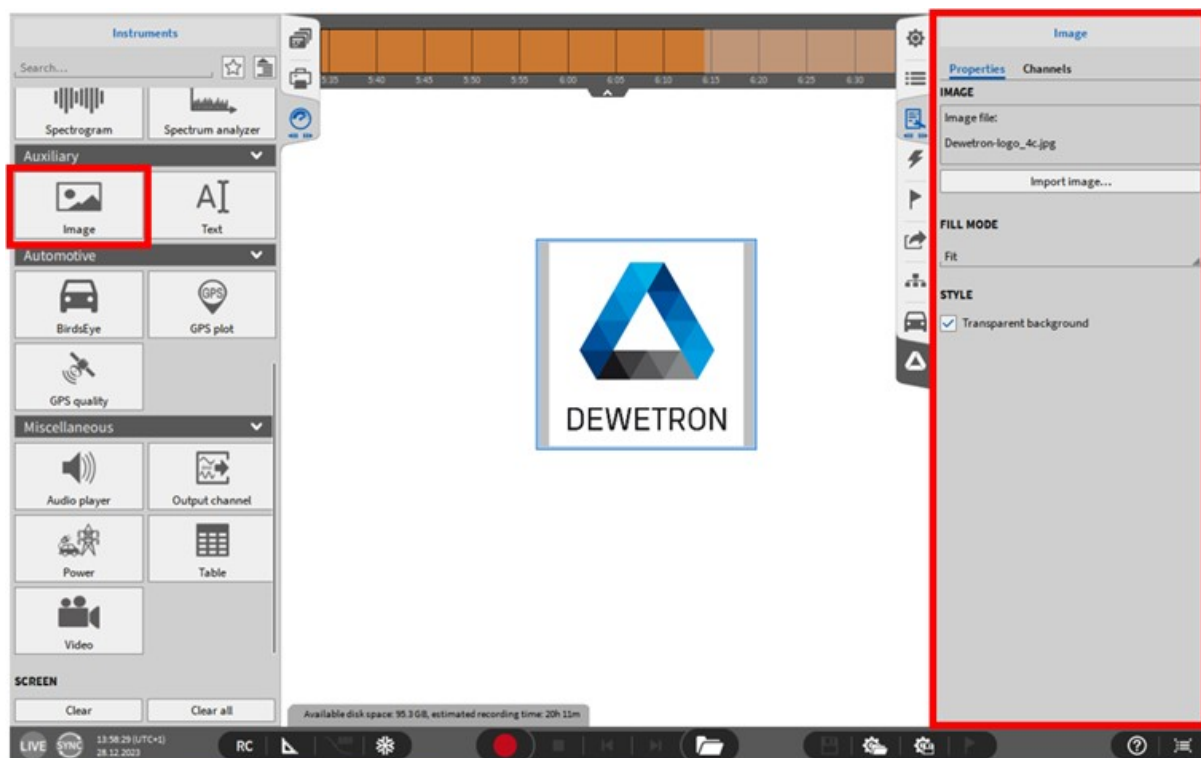 Instruments
Search...
Spectrogram
Spectrum analyzer
Auxiliary
Image
Text
Automotive
BirdsEye
GPS
GPS plot
GPS quality
Miscellaneous
Audio player
Output channel
Power
Table
Video
SCREEN
Clear
Clear all
5:35 5:40 5:45 5:50 5:55 6:00 6:05 6:10 6:15 6:20 6:25 6:30
DEWETRON
Available disk space: 95.3 GB, estimated recording time: 20h 11m
Image
Properties Channels
IMAGE
Image file:
Dewetron-logo_4c.jpg
Import image...
FILL MODE
Fit
STYLE
Transparent background
LIVE
SYNC
13:58:29 (UTC+1)
28.12.2023
RC